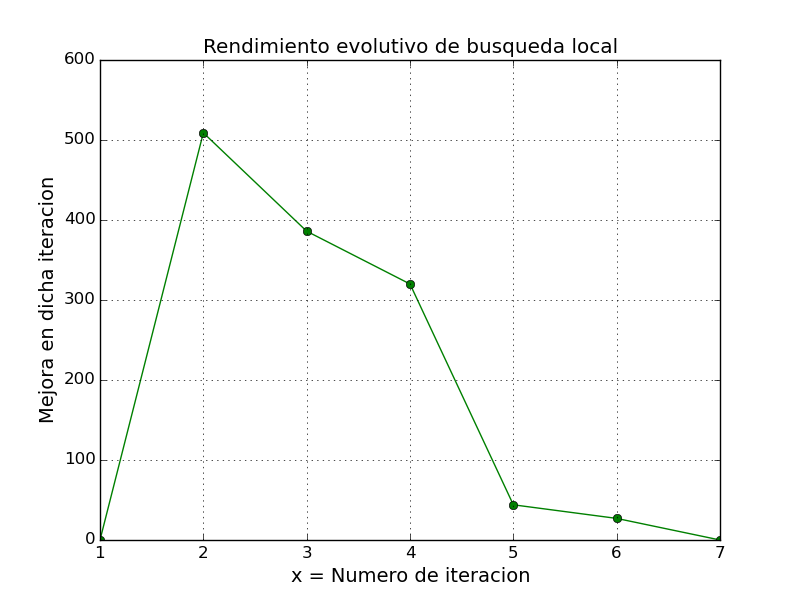 Rendimiento evolutivo de busqueda local
600
500
400
300
200
100
0
Mejora en dicha iteracion
1 2 3 4 5 6 7
x = Numero de iteracion